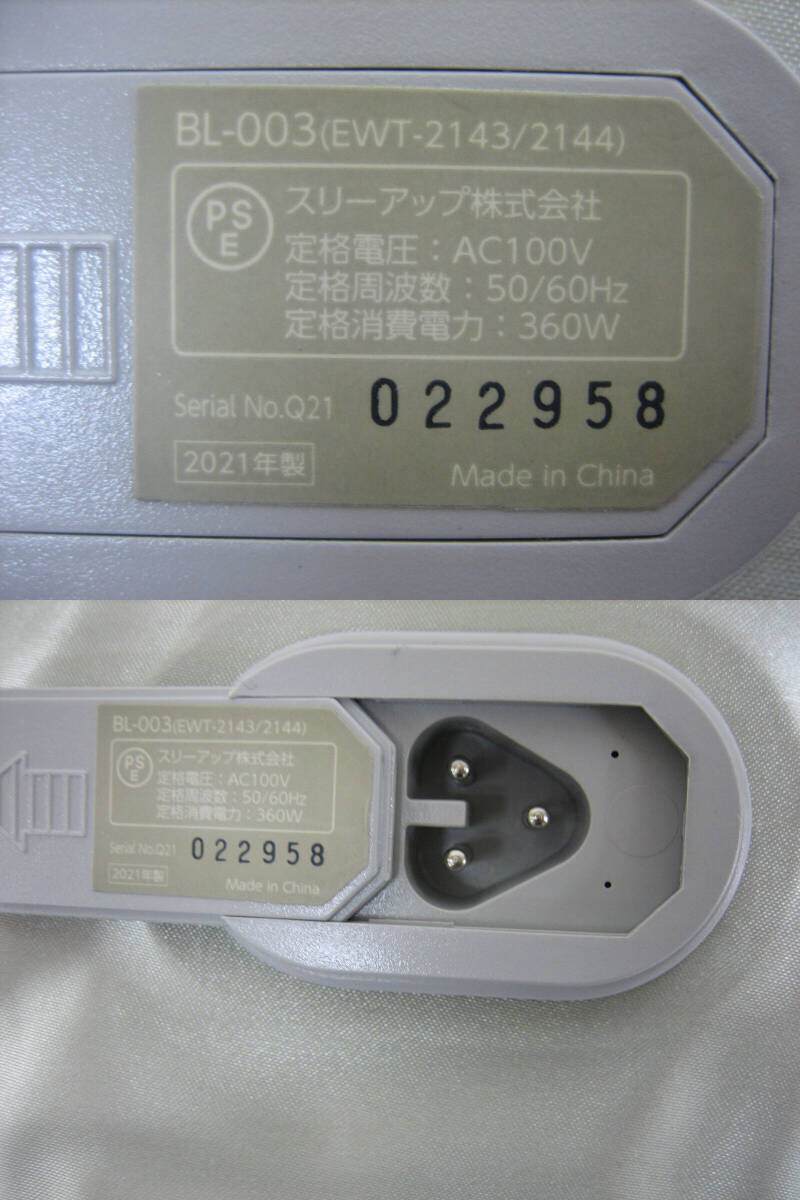 BL-003(EWT-2143/2144)
PSE
スリーアップ株式会社
定格電圧：AC100V
定格周波数：50/60Hz
定格消費電力：360W
Serial No.Q21 022958
2021年製
Made in China
BL-003(EWT-2143/2144)
PSE
スリーアップ株式会社
定格電圧：AC100V
定格周波数：50/60Hz
定格消費電力：360W
Serial No.Q21 022958
2021年製
Made in China